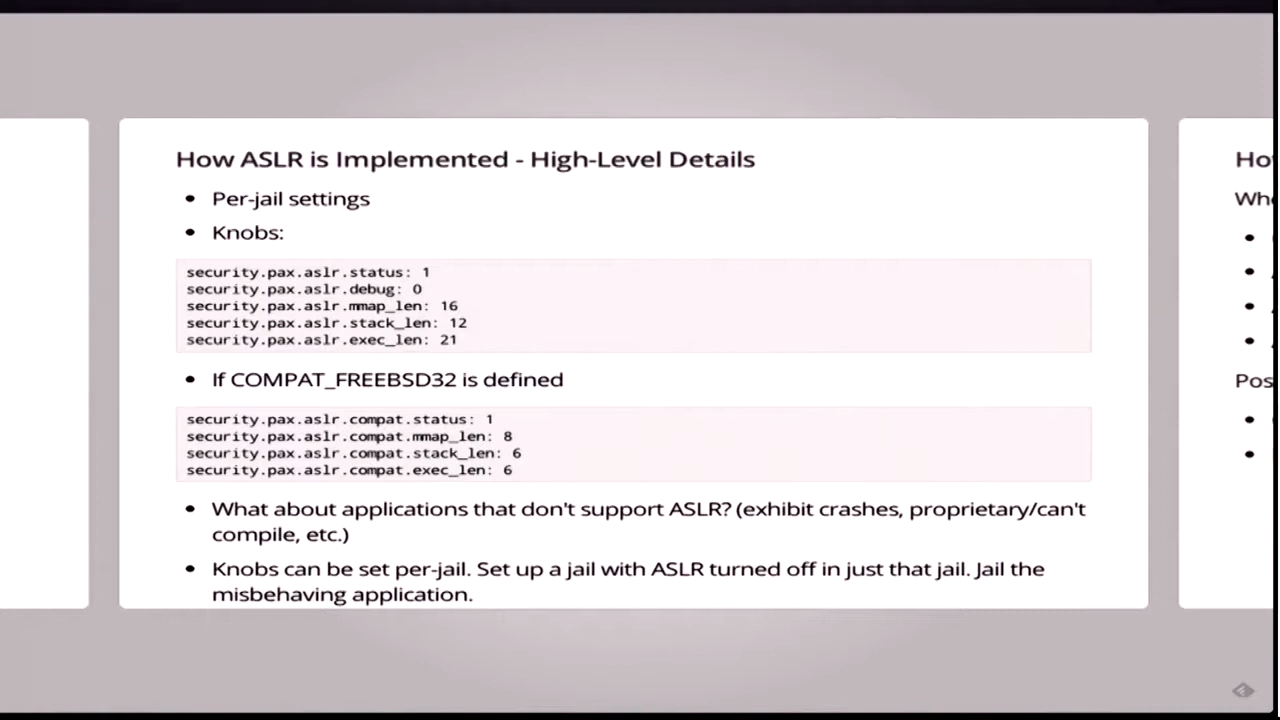 How ASLR is Implemented - High-Level Details
Per-jail settings
Knobs:
security.pax.aslr.status: 1
security.pax.aslr.debug: 0
security.pax.aslr.mmap_len: 16
security.pax.aslr.stack_len: 12
security.pax.aslr.exec_len: 21
If COMPAT_FREEBSD32 is defined
security.pax.aslr.compat.status: 1
security.pax.aslr.compat.mmap_len: 8
security.pax.aslr.compat.stack_len: 6
security.pax.aslr.compat.exec_len: 6
What about applications that don't support ASLR? (exhibit crashes, proprietary/can't
compile, etc.)
Knobs can be set per-jail. Set up a jail with ASLR turned off in just that jail. Jail the
misbehaving application.